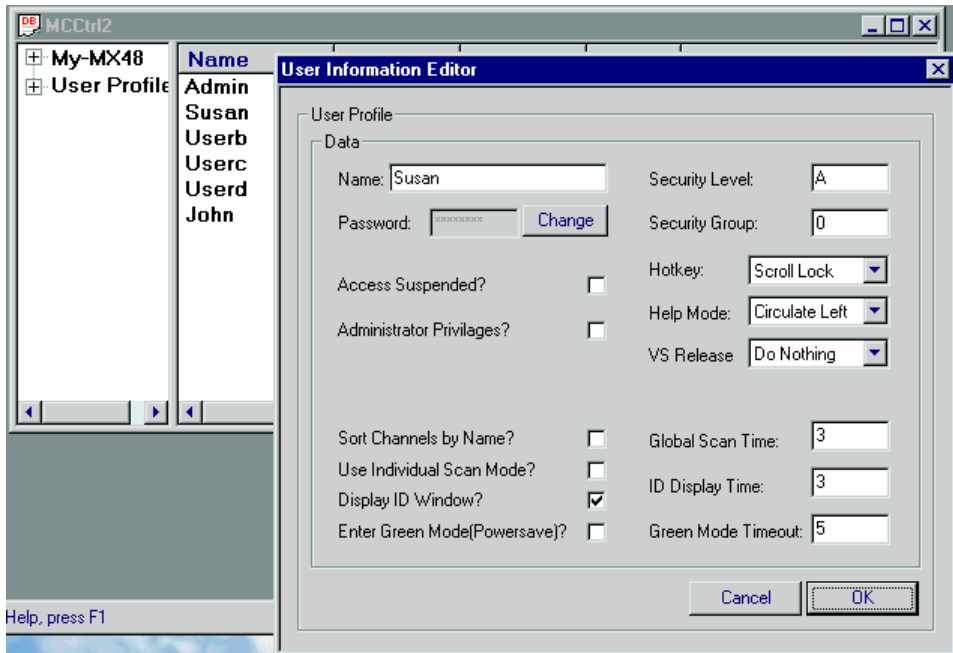 MCCtrl2
My-MX48
User Profile
Name
Admin
Susan
Userb
Userc
Userd
John
Help, press F1
User Information Editor
User Profile
Data
Name: Susan
Password: ******** Change
Access Suspended?
Administrator Privilages?
Sort Channels by Name?
Use Individual Scan Mode?
Display ID Window?
Enter Green Mode(Powersave)?
Security Level: A
Security Group: 0
Hotkey: Scroll Lock
Help Mode: Circulate Left
VS Release Do Nothing
Global Scan Time: 3
ID Display Time: 3
Green Mode Timeout: 5
Cancel OK